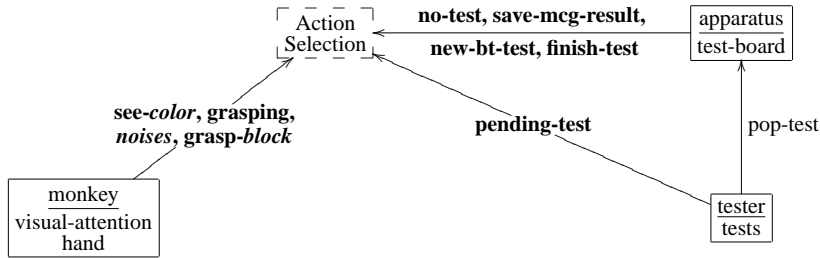 Action
Selection
no-test, save-mcg-result,
new-bt-test, finish-test
apparatus
test-board
see-color, grasping,
noises, grasp-block
pending-test
pop-test
monkey
visual-attention
hand
tester
tests